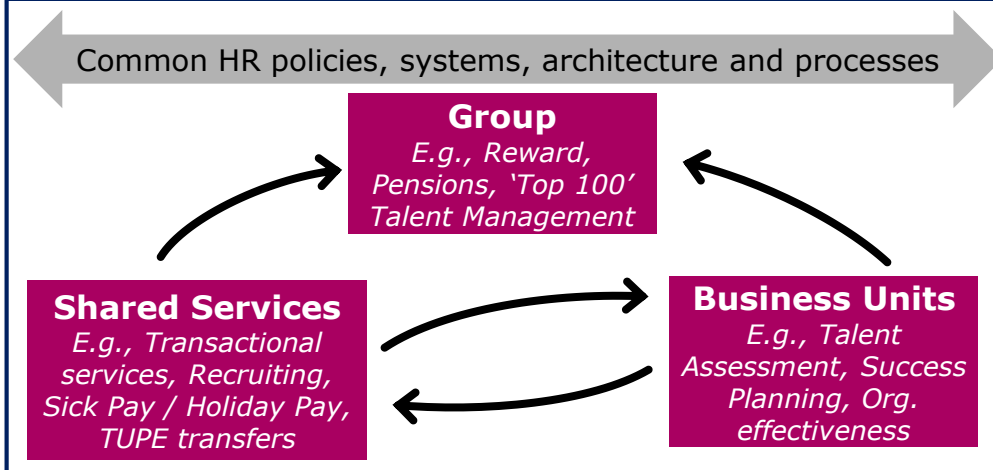 Common HR policies, systems, architecture and processes
Group
E.g., Reward,
Pensions, ‘Top 100’
Talent Management
Shared Services
E.g., Transactional
services, Recruiting,
Sick Pay / Holiday Pay,
TUPE transfers
Business Units
E.g., Talent
Assessment, Success
Planning, Org.
effectiveness